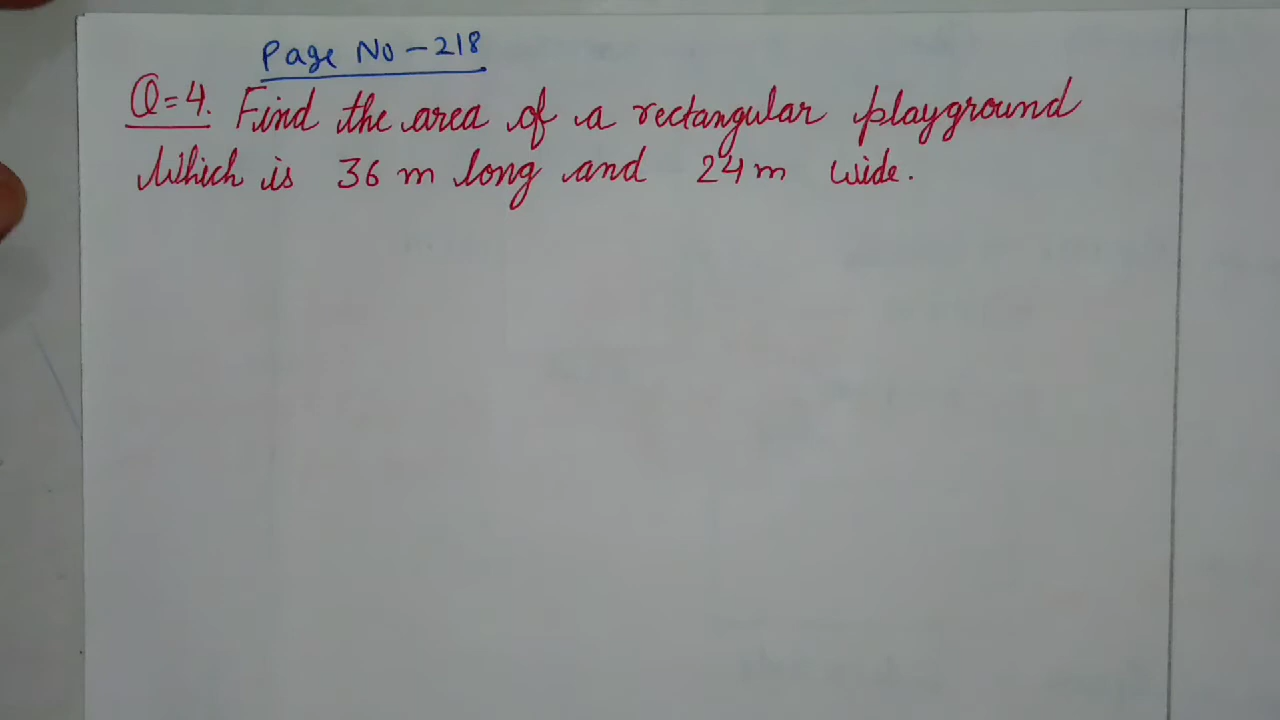 Page No - 218
Q=4. Find the area of a rectangular playground
Which is 36 m long and 24 m wide.